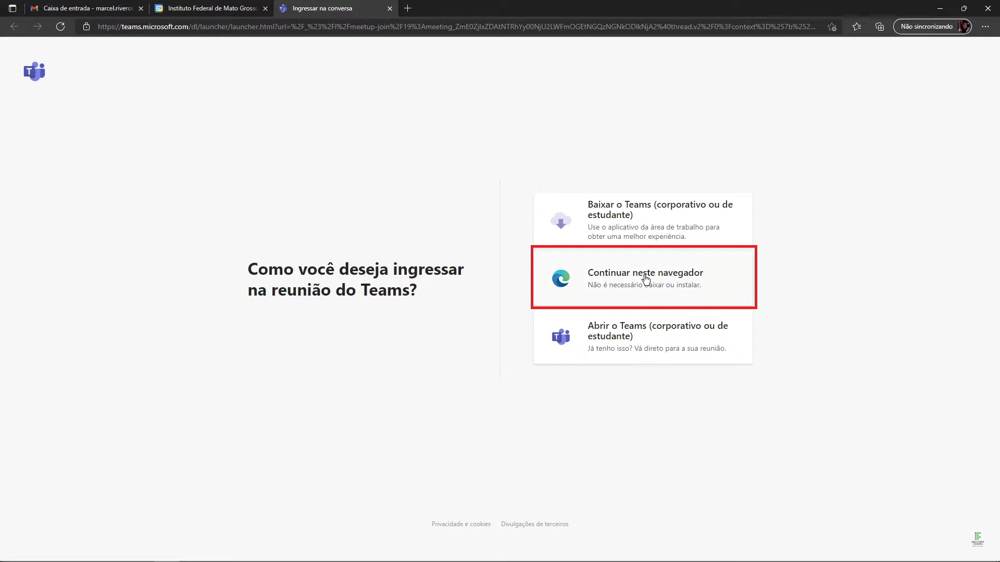 Caixa de entrada - marcel.rivero
Instituto Federal de Mato Gross
Ingressar na conversa
https://teams.microsoft.com/dl/launcher/launcher.html?url=%2F_%23%2Fl%2Fmeetup-join%2F19%3Ameeting_ZmE0ZjIxZDAtNTRhYy00NjU2LWFmOGEtNGQzNGNkODlkNjA2%40thread.v2%2F0%3Fcontext%3D%257b%252...
Não sincronizando
Baixar o Teams (corporativo ou de
estudante)
Use o aplicativo da área de trabalho para
obter uma melhor experiência.
Como você deseja ingressar
na reunião do Teams?
Continuar neste navegador
Não é necessário baixar ou instalar.
Abrir o Teams (corporativo ou de
estudante)
Já tenho isso? Vá direto para a sua reunião.
Privacidade e cookies
Divulgações de terceiros
INSTITUTO
FEDERAL